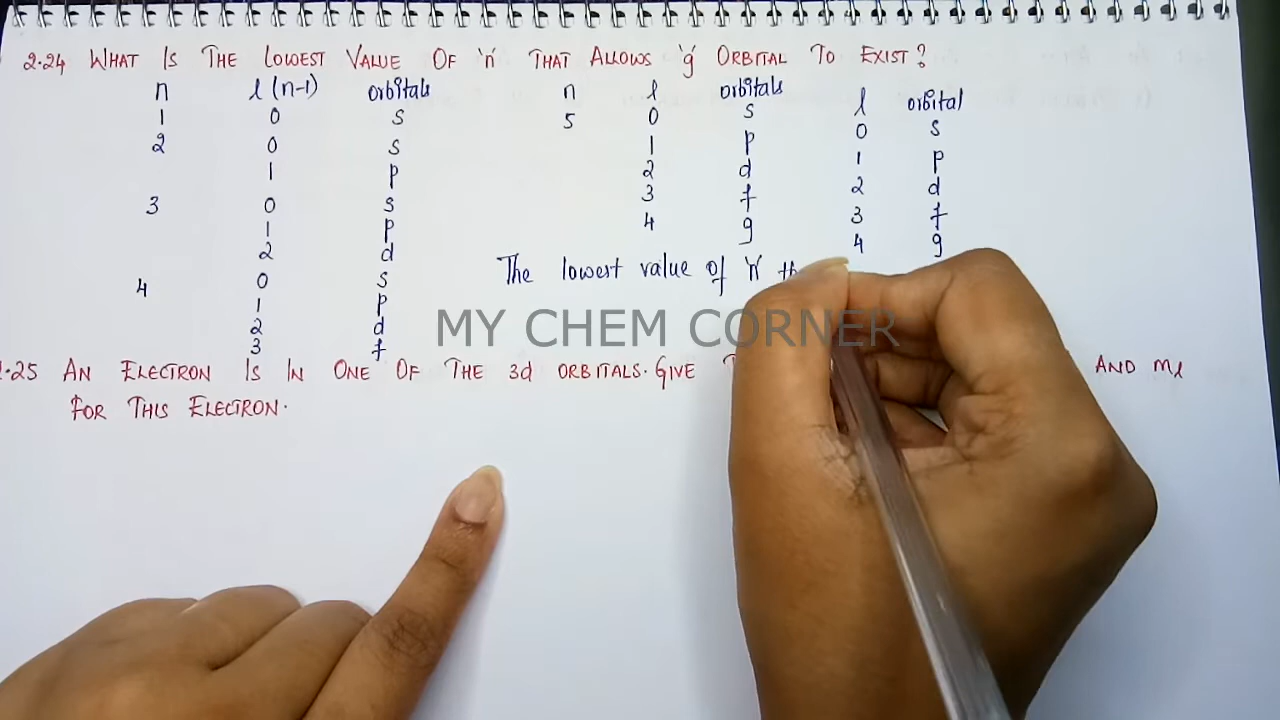 2.24 WHAT IS THE LOWEST VALUE OF 'n' THAT ALLOWS 'g' ORBITAL TO EXIST?
n l (n-1) orbitals
1 0 s
2 0 s
1 p
3 0 s
1 p
2 d
4 0 s
1 p
2 d
3 f
n l orbitals
5 0 s
1 p
2 d
3 f
4 g
l orbital
0 s
1 p
2 d
3 f
4 g
The lowest value of 'n'
MY CHEM CORNER
.25 AN ELECTRON IS IN ONE OF THE 3d ORBITALS. GIVE AND ml
FOR THIS ELECTRON.